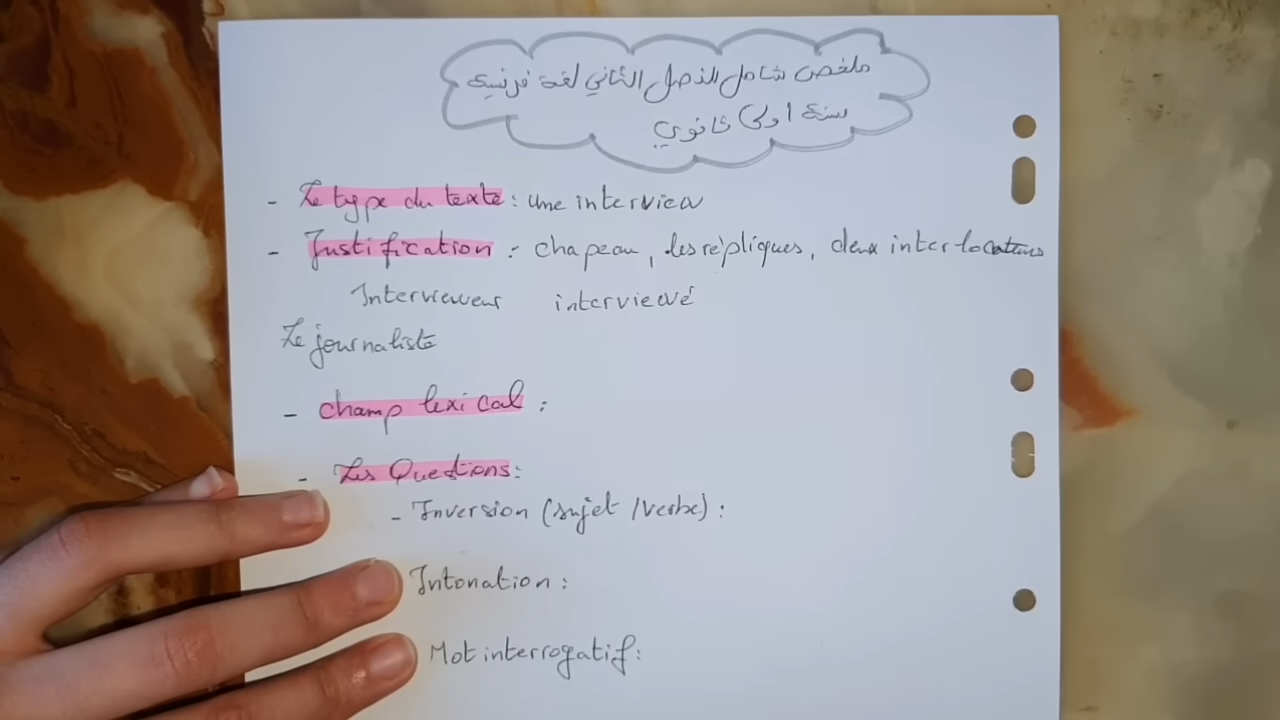 ملخص شامل الفصل الثاني لغة فرنسية
سنة اولى ثانوي
- Le type du texte : une interview
- Justification : chapeau, les répliques, deux interlocuteurs
Intervieweur interviewé
Le journaliste
- champ lexical :
- Les Questions :
- Inversion (sujet / verbe) :
Intonation :
Mot interrogatif :